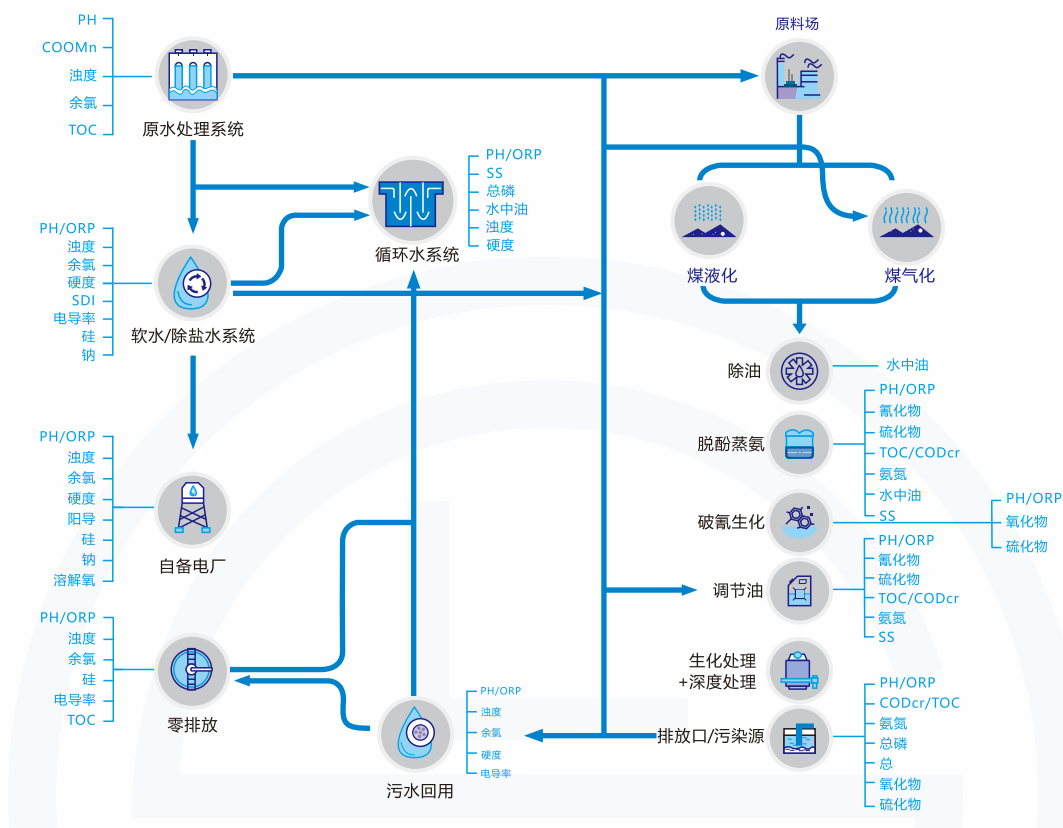 PH
COOMn
浊度
余氯
TOC
原水处理系统
原料场
PH/ORP
SS
总磷
水中油
浊度
硬度
循环水系统
PH/ORP
浊度
余氯
硬度
SDI
电导率
硅
钠
软水/除盐水系统
煤液化
煤气化
除油
水中油
脱酚蒸氨
PH/ORP
氰化物
硫化物
TOC/CODcr
氨氮
水中油
SS
破氰生化
PH/ORP
氧化物
硫化物
PH/ORP
浊度
余氯
硬度
阳导
硅
钠
溶解氧
自备电厂
调节油
PH/ORP
氰化物
硫化物
TOC/CODcr
氨氮
SS
PH/ORP
浊度
余氯
硅
电导率
TOC
零排放
生化处理
+深度处理
PH/ORP
浊度
余氯
硬度
电导率
污水回用
排放口/污染源
PH/ORP
CODcr/TOC
氨氮
总磷
总
氧化物
硫化物